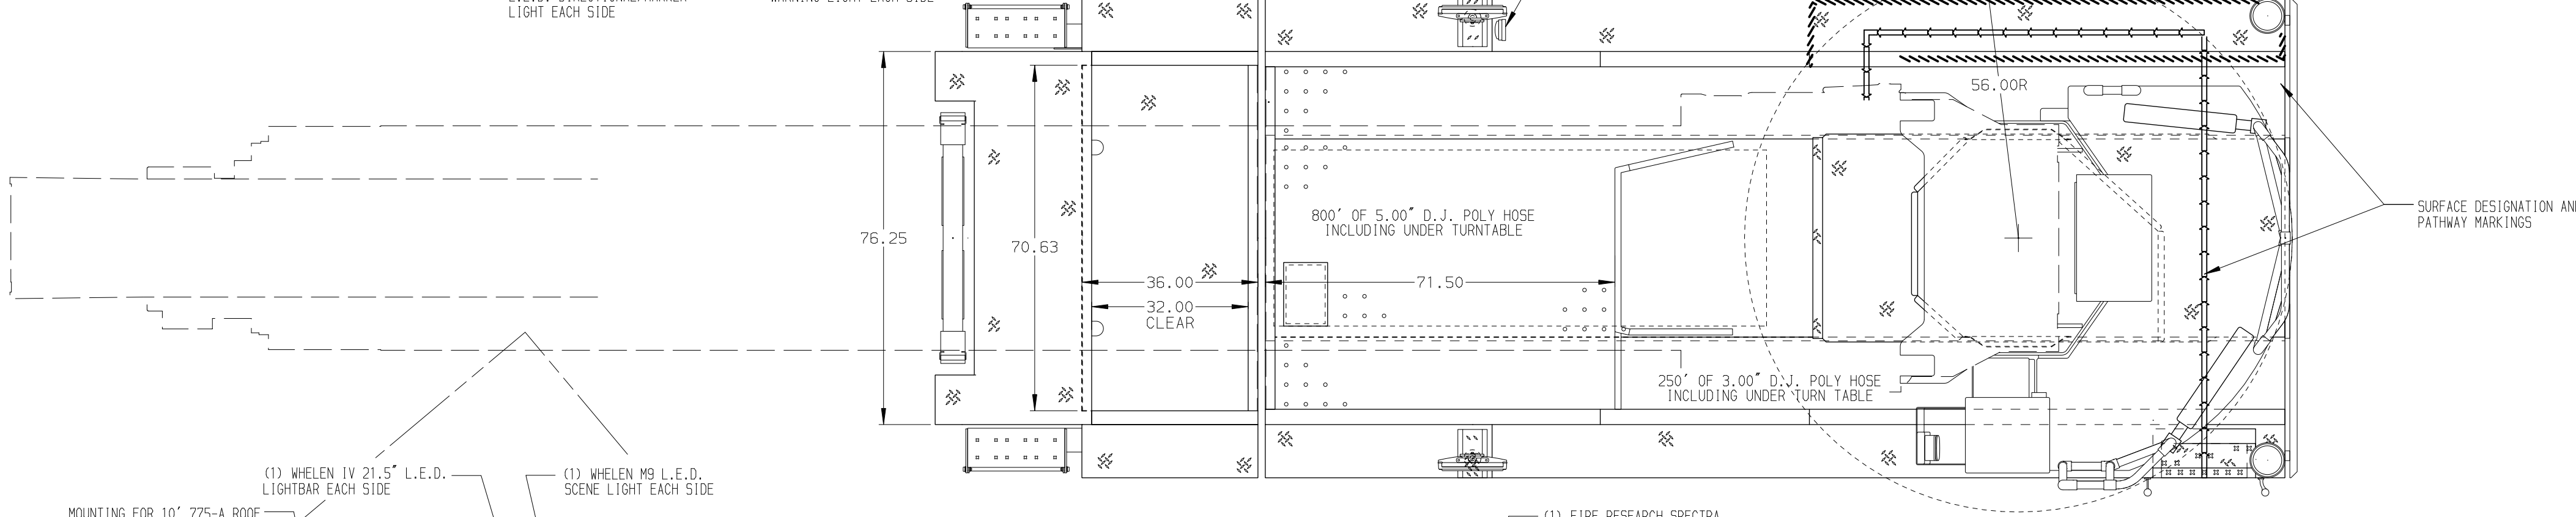 LIGHT EACH SIDE
56.00R
76.25
70.63
36.00
32.00
CLEAR
800' OF 5.00" D.J. POLY HOSE
INCLUDING UNDER TURNTABLE
71.50
SURFACE DESIGNATION AN
PATHWAY MARKINGS
250' OF 3.00" D.J. POLY HOSE
INCLUDING UNDER TURN TABLE
(1) WHELEN IV 21.5" L.E.D.
LIGHTBAR EACH SIDE
(1) WHELEN M9 L.E.D.
SCENE LIGHT EACH SIDE
MOUNTING FOR 10' 775-A ROOF
(1) FIRE RESEARCH SPECTRA